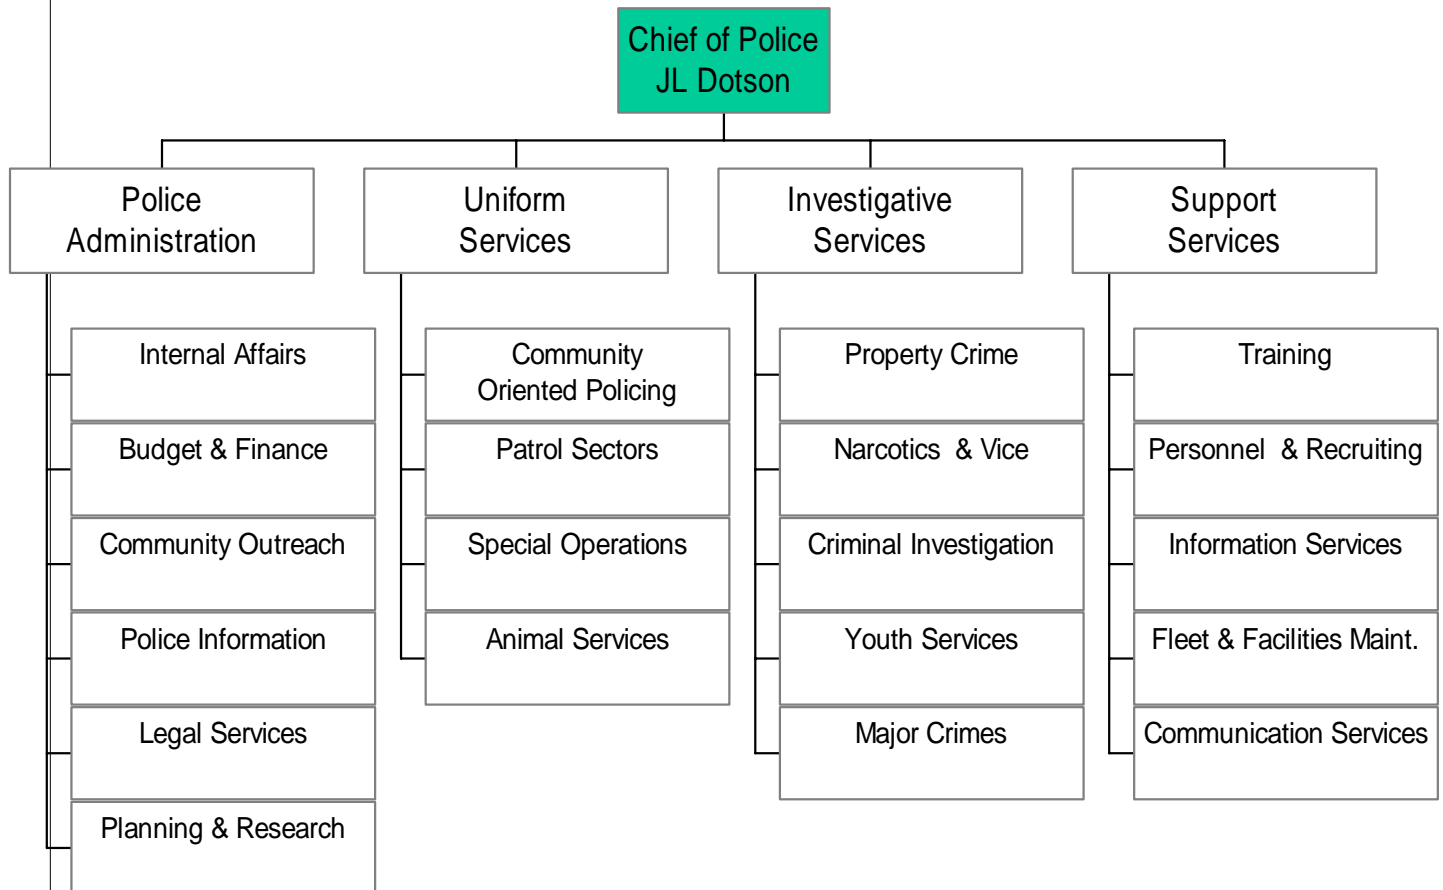 Chief of Police
JL Dotson
Police
Administration
Uniform
Services
Investigative
Services
Support
Services
Internal Affairs
Budget & Finance
Community Outreach
Police Information
Legal Services
Planning & Research
Community
Oriented Policing
Patrol Sectors
Special Operations
Animal Services
Property Crime
Narcotics & Vice
Criminal Investigation
Youth Services
Major Crimes
Training
Personnel & Recruiting
Information Services
Fleet & Facilities Maint.
Communication Services